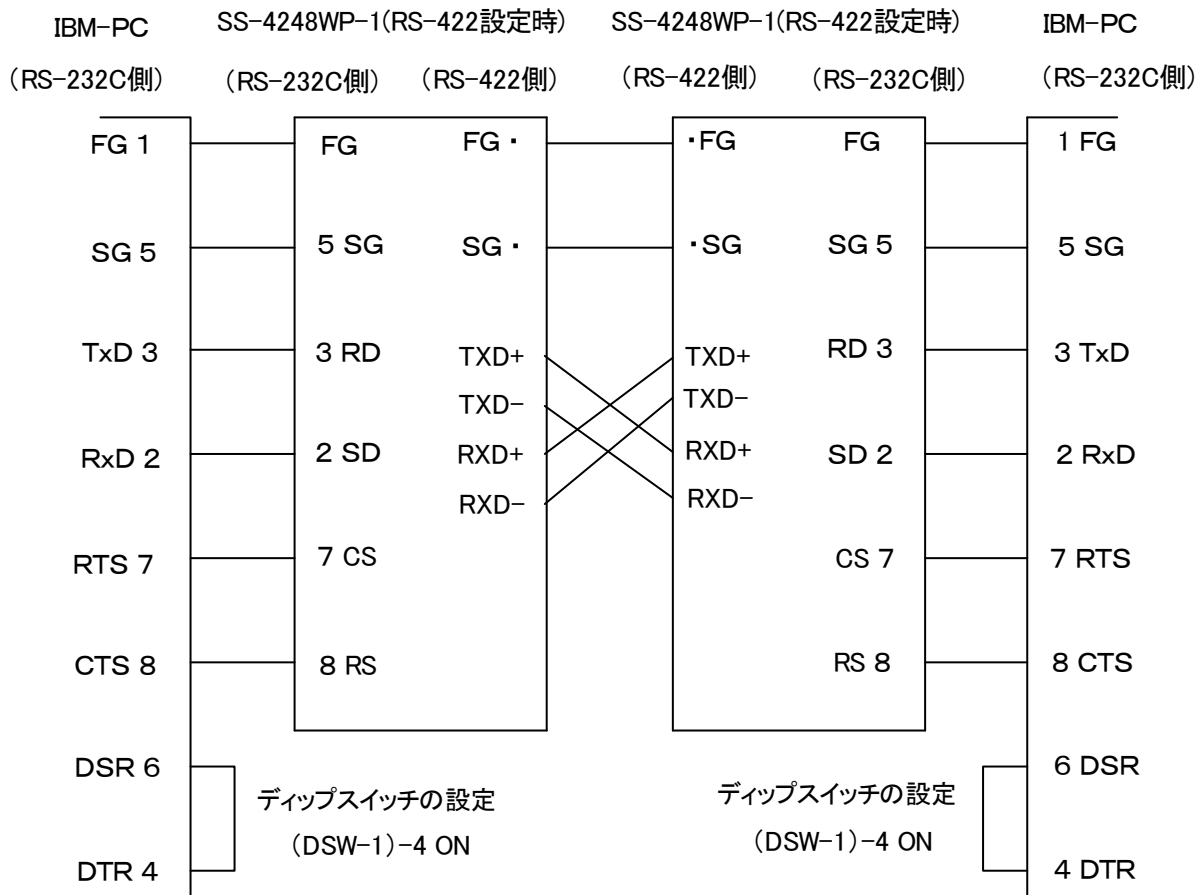 IBM-PC SS-4248WP-1(RS-422設定時) SS-4248WP-1(RS-422設定時) IBM-PC
(RS-232C側) (RS-232C側) (RS-422側) (RS-422側) (RS-232C側) (RS-232C側)
FG 1 FG FG・ ・FG FG 1 FG
SG 5 5 SG SG・ ・SG SG 5 5 SG
TxD 3 3 RD TXD+ TXD+ RD 3 3 TxD
TXD- TXD-
RxD 2 2 SD RXD+ RXD+ SD 2 2 RxD
RXD- RXD-
RTS 7 7 CS CS 7 7 RTS
CTS 8 8 RS RS 8 8 CTS
DSR 6 6 DSR
ディップスイッチの設定 ディップスイッチの設定
(DSW-1)-4 ON (DSW-1)-4 ON
DTR 4 4 DTR